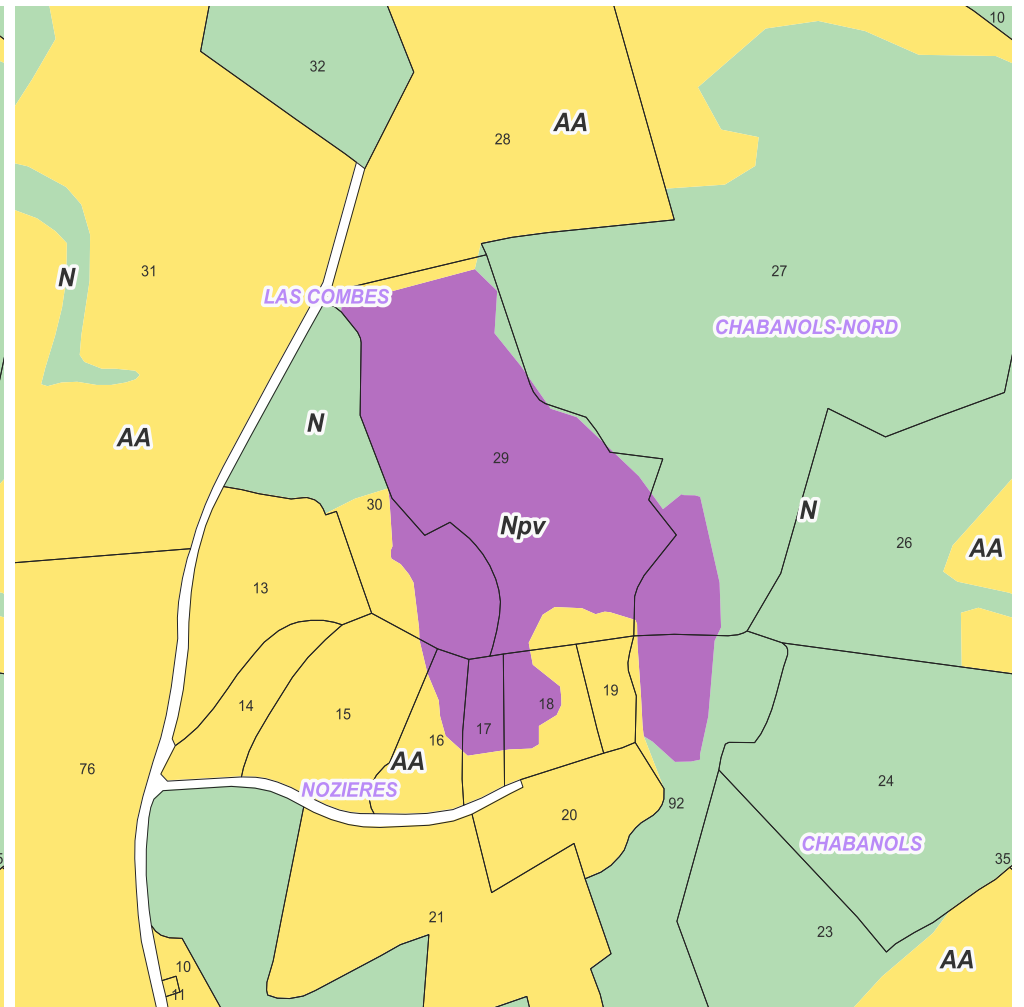 10
32
AA
28
N
31
27
LAS COMBES
CHABANOLS-NORD
N
AA
29
30
N
Npv
26
AA
13
19
14
18
15
17
16
AA
76
24
NOZIERES
92
20
CHABANOLS
35
21
23
AA
10
11